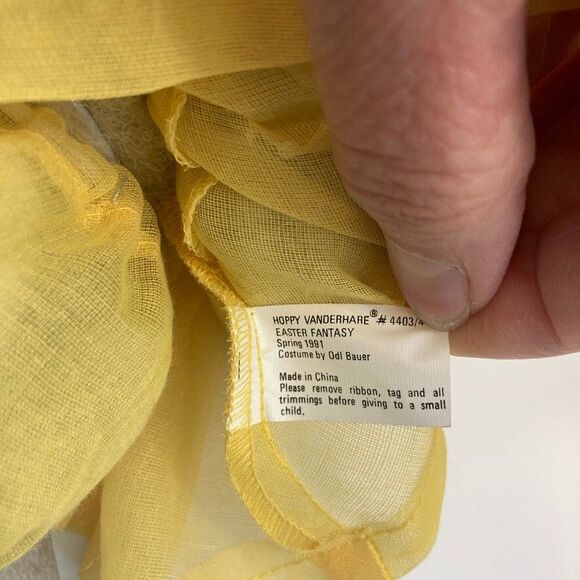 HOPPY VANDERHARE® # 4403/4
EASTER FANTASY
Spring 1991
Costume by Odl Bauer
Made in China
Please remove ribbon, tag and all
trimmings before giving to a small
child.